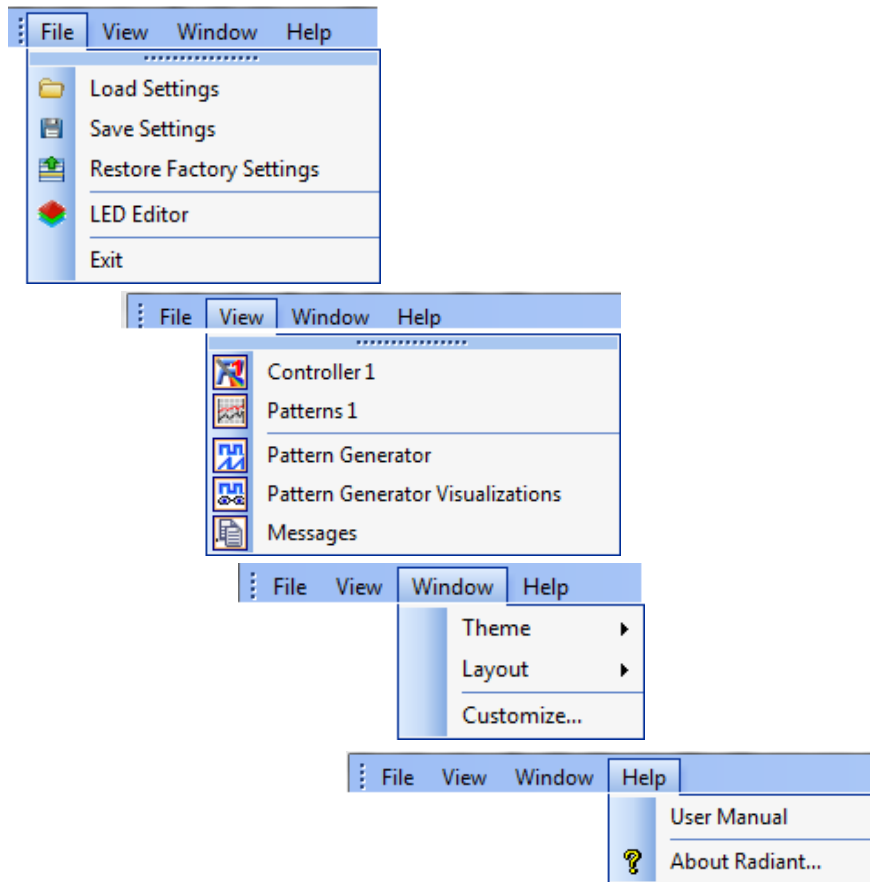 File View Window Help
Load Settings
Save Settings
Restore Factory Settings
LED Editor
Exit
File View Window Help
Controller 1
Patterns 1
Pattern Generator
Pattern Generator Visualizations
Messages
File View Window Help
Theme
Layout
Customize...
File View Window Help
User Manual
About Radiant...